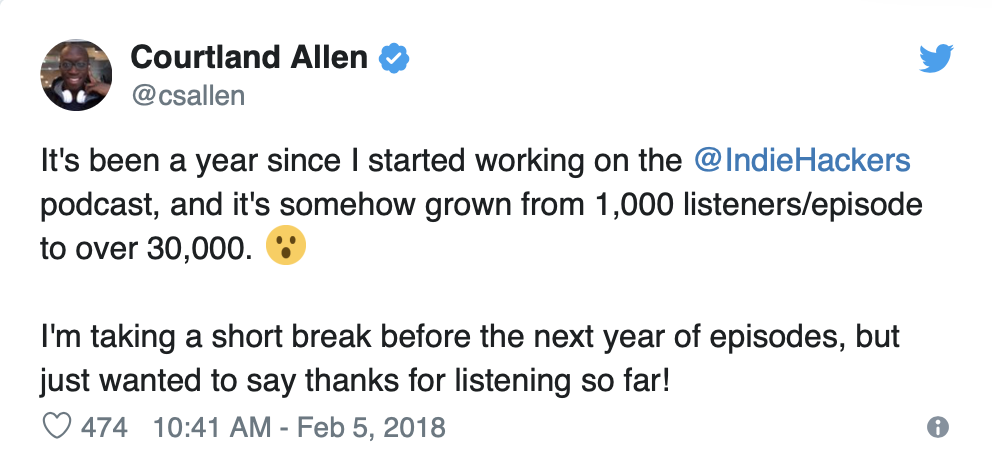 Courtland Allen
@csallen
It's been a year since I started working on the @IndieHackers
podcast, and it's somehow grown from 1,000 listeners/episode
to over 30,000. 😮
I'm taking a short break before the next year of episodes, but
just wanted to say thanks for listening so far!
474 10:41 AM - Feb 5, 2018